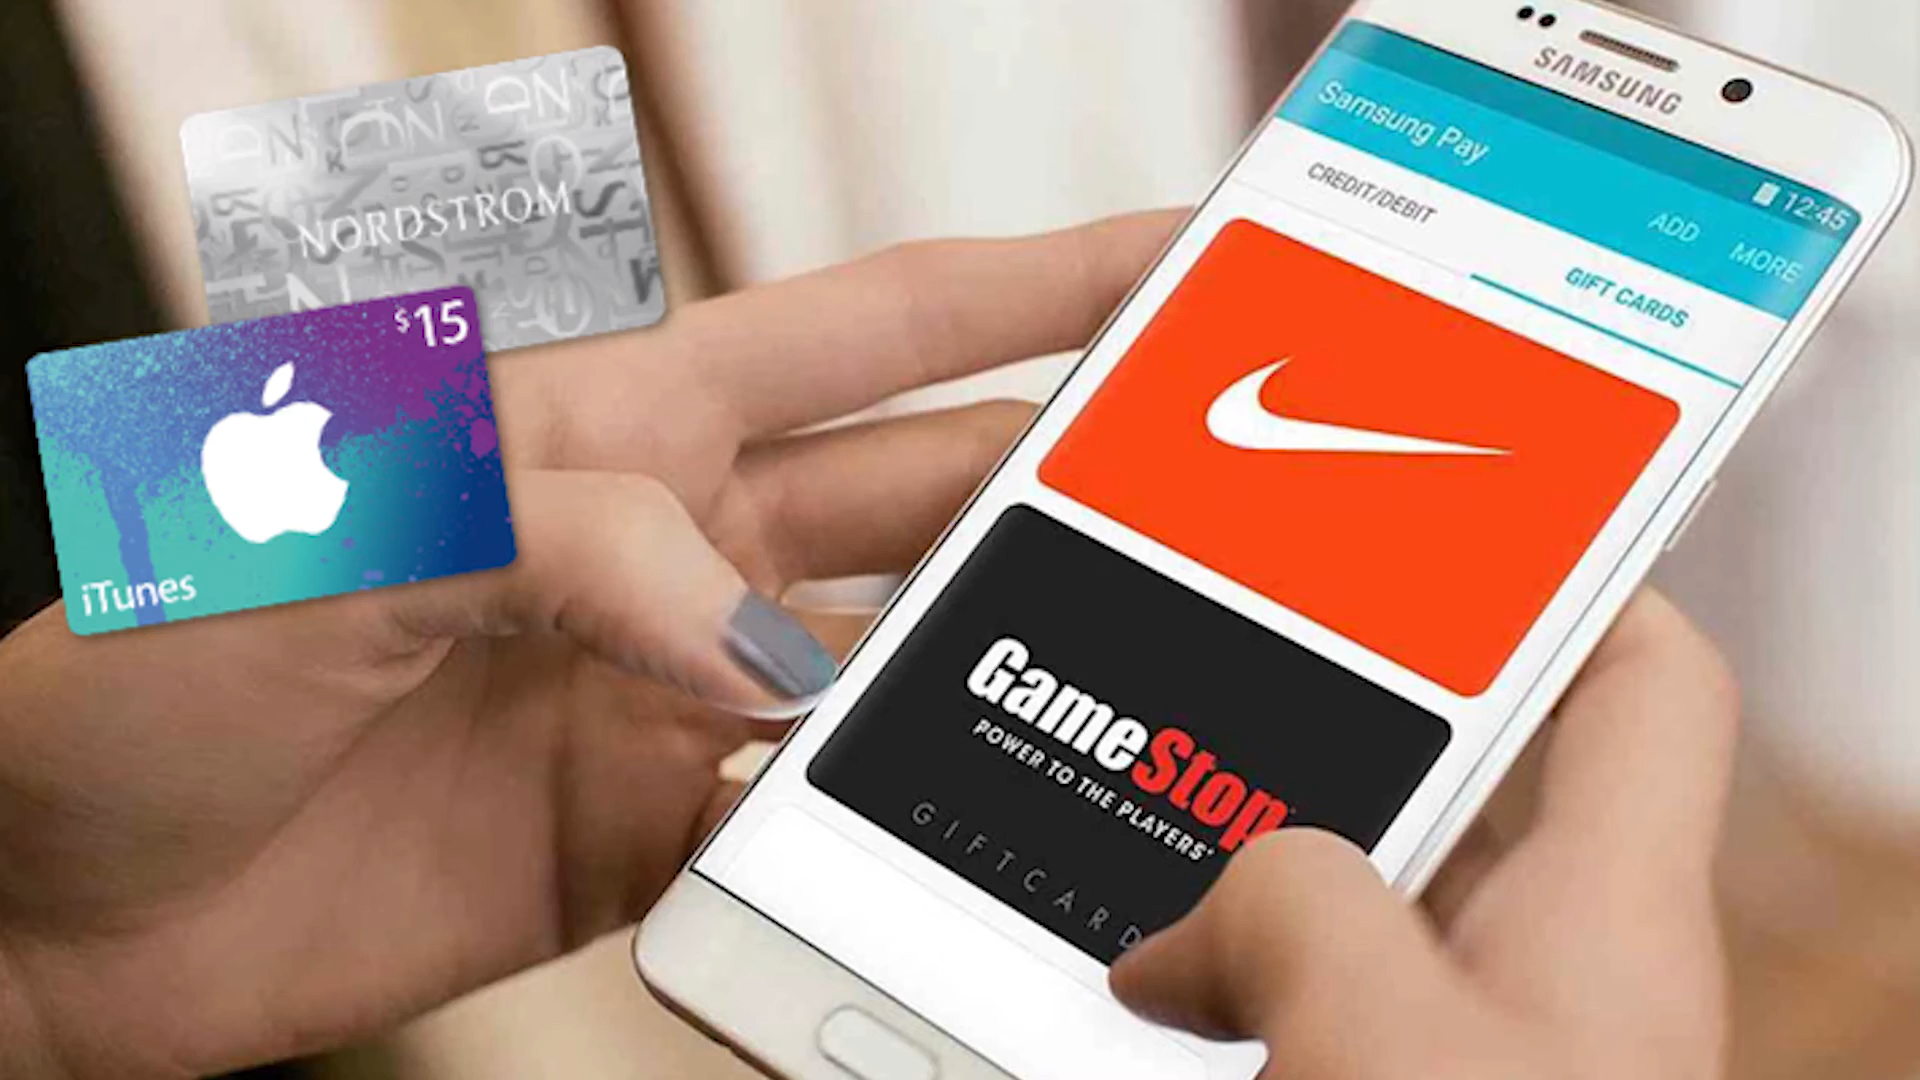 NORDSTROM
$15
iTunes
SAMSUNG
12:45
Samsung Pay
ADD
MORE
CREDIT/DEBIT
GIFT CARDS
GameStop
POWER TO THE PLAYERS
GIFTCARD